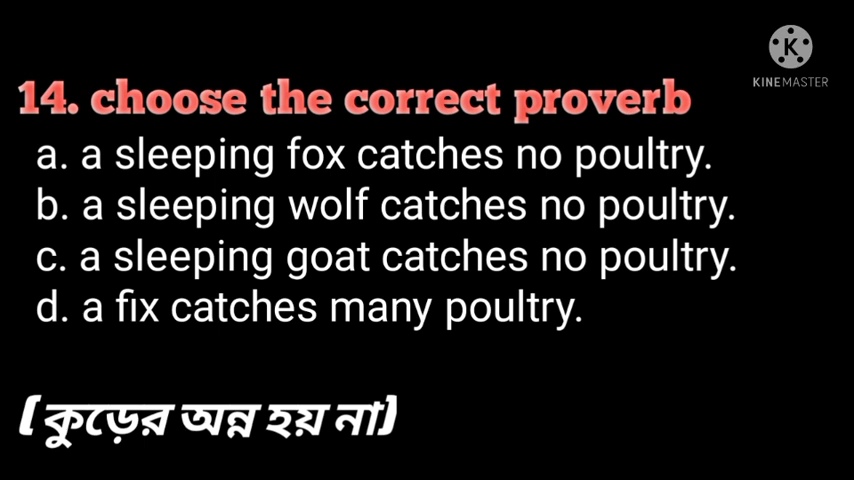 KINEMASTER
14. choose the correct proverb
a. a sleeping fox catches no poultry.
b. a sleeping wolf catches no poultry.
c. a sleeping goat catches no poultry.
d. a fix catches many poultry.
(কুড়ের অন্ন হয় না)